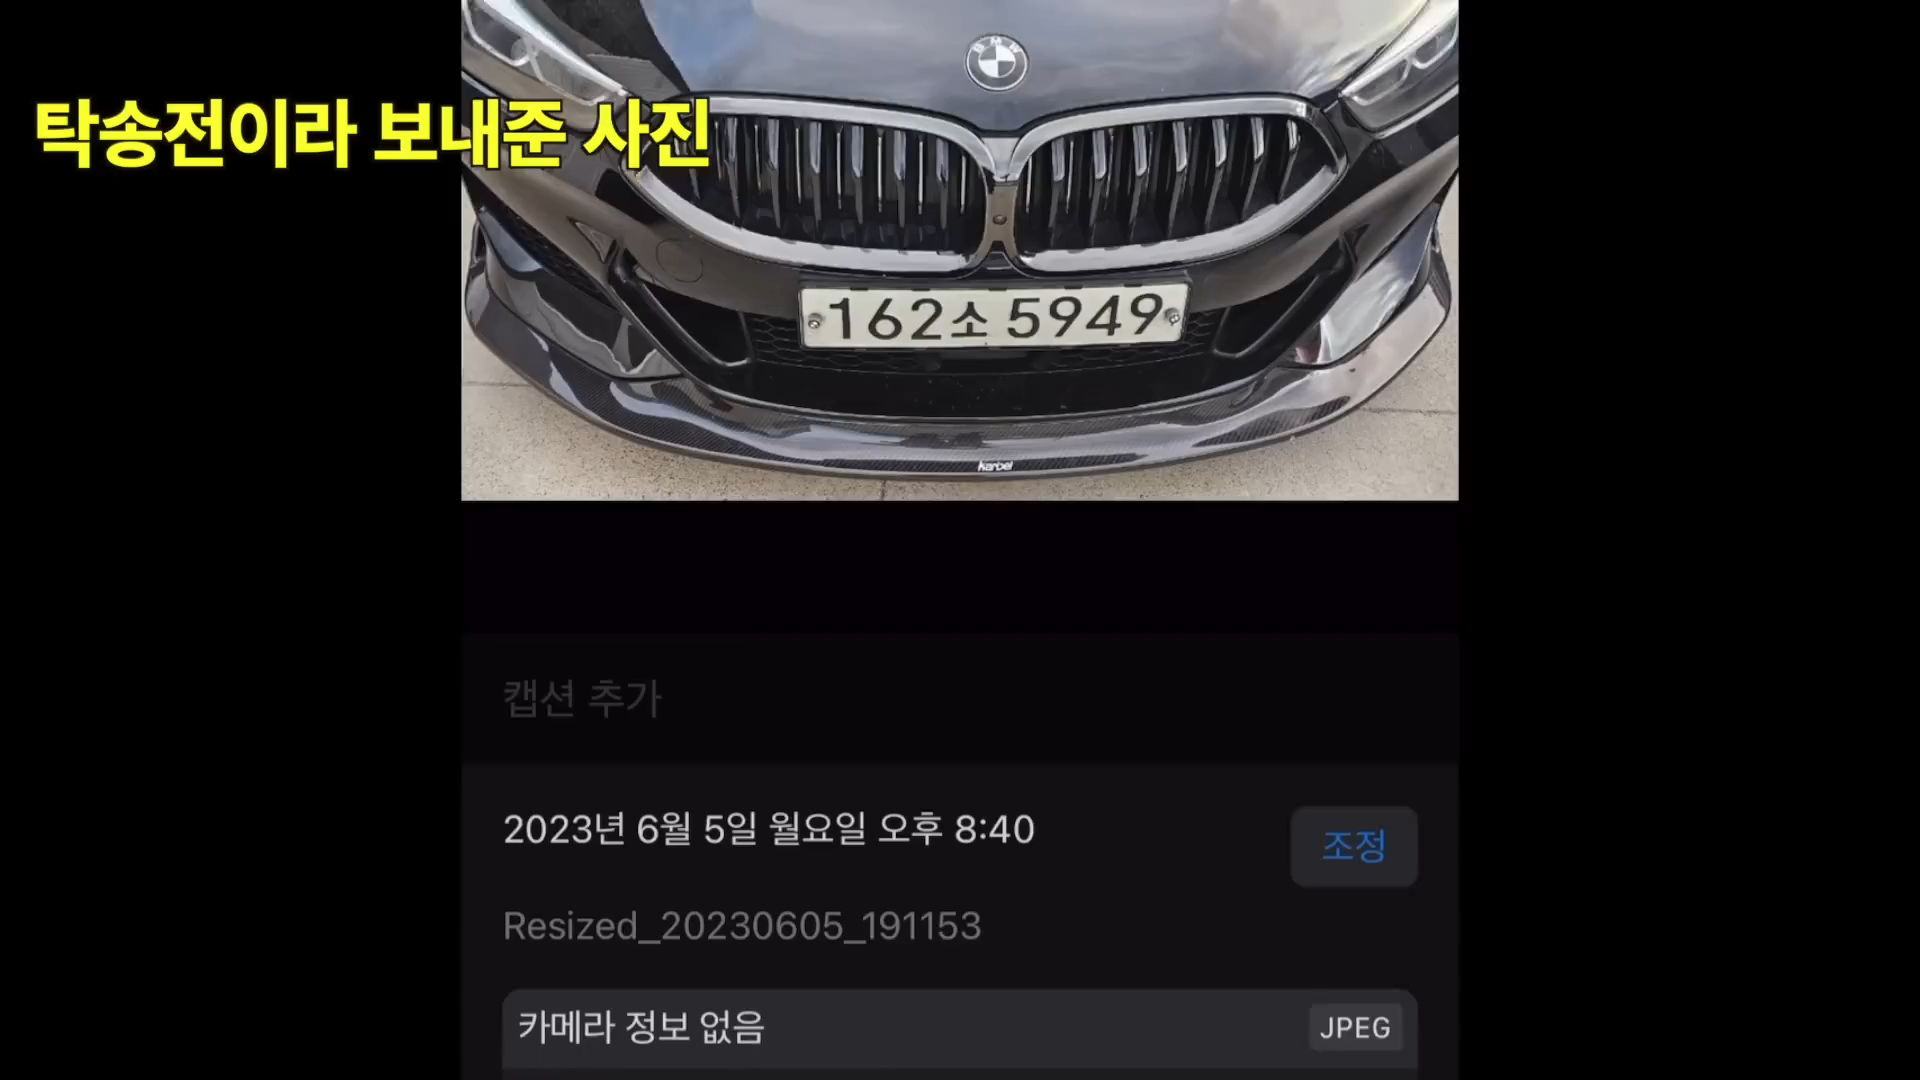 BMW
탁송전이라 보내준 사진
162소 5949
karbel
캡션 추가
2023년 6월 5일 월요일 오후 8:40
조정
Resized_20230605_191153
카메라 정보 없음
JPEG